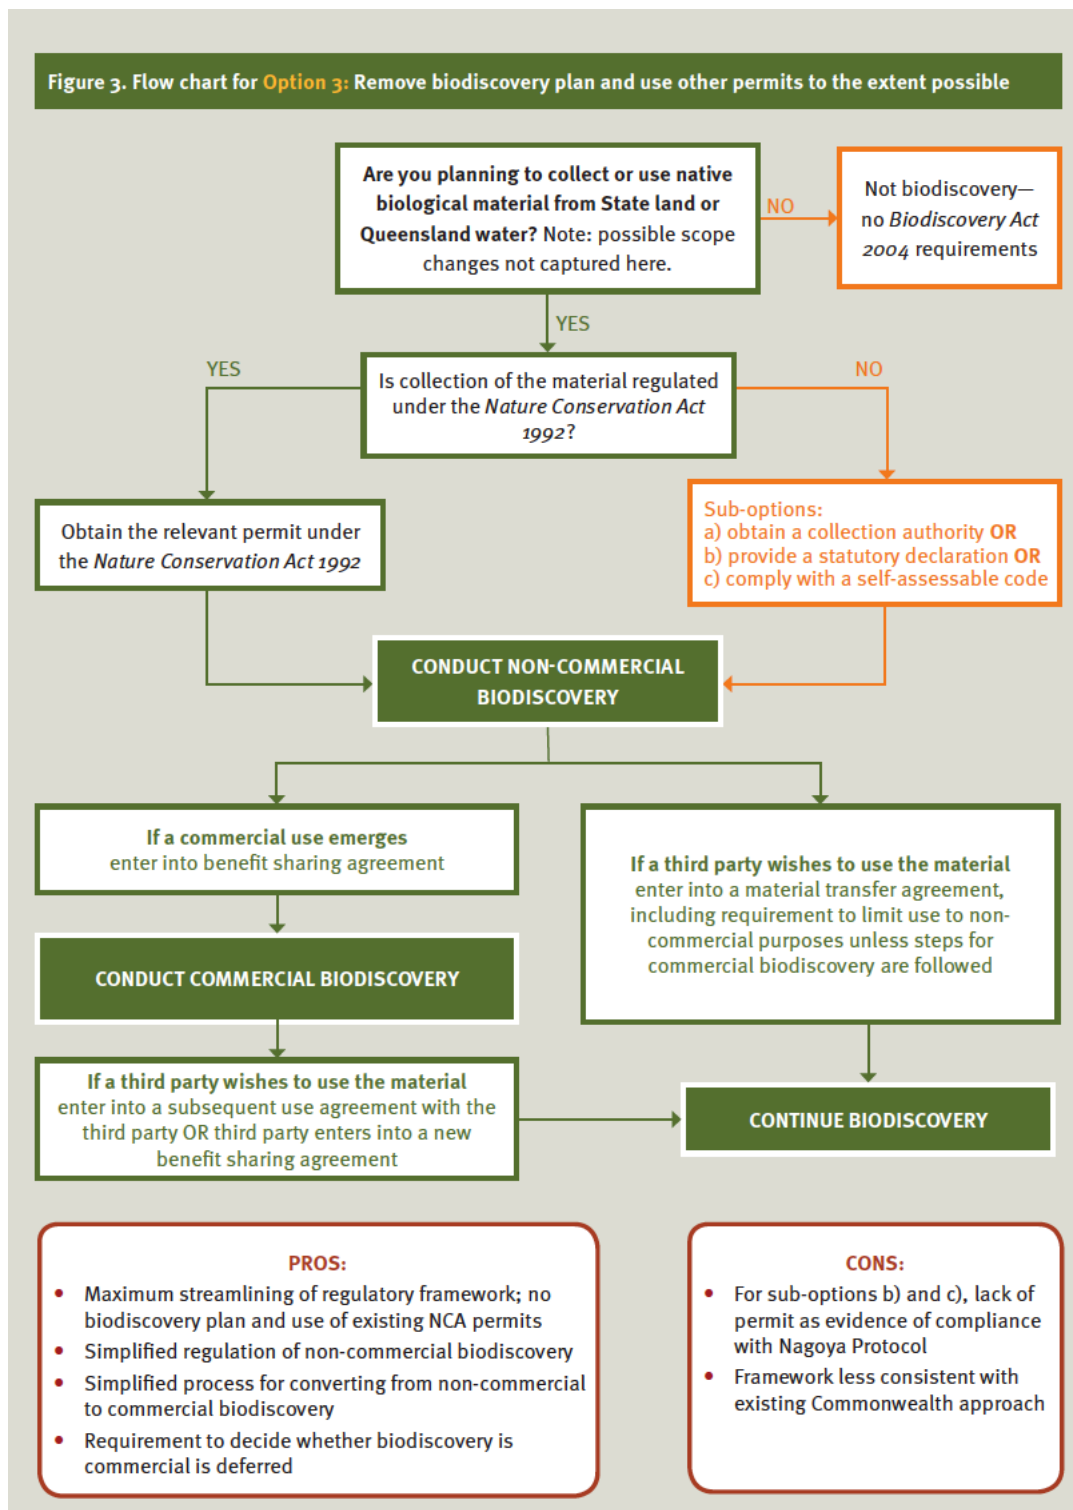 Figure 3. Flow chart for Option 3: Remove biodiscovery plan and use other permits to the extent possible
Are you planning to collect or use native
biological material from State land or
Queensland water? Note: possible scope
changes not captured here.
NO
Not biodiscovery—
no Biodiscovery Act
2004 requirements
YES
YES
Is collection of the material regulated
under the Nature Conservation Act
1992?
NO
Obtain the relevant permit under
the Nature Conservation Act 1992
Sub-options:
a) obtain a collection authority OR
b) provide a statutory declaration OR
c) comply with a self-assessable code
CONDUCT NON-COMMERCIAL
BIODISCOVERY
If a commercial use emerges
enter into benefit sharing agreement
If a third party wishes to use the material
enter into a material transfer agreement,
including requirement to limit use to non-
commercial purposes unless steps for
commercial biodiscovery are followed
CONDUCT COMMERCIAL BIODISCOVERY
If a third party wishes to use the material
enter into a subsequent use agreement with the
third party OR third party enters into a new
benefit sharing agreement
CONTINUE BIODISCOVERY
PROS:
• Maximum streamlining of regulatory framework; no
biodiscovery plan and use of existing NCA permits
• Simplified regulation of non-commercial biodiscovery
• Simplified process for converting from non-commercial
to commercial biodiscovery
• Requirement to decide whether biodiscovery is
commercial is deferred
CONS:
• For sub-options b) and c), lack of
permit as evidence of compliance
with Nagoya Protocol
• Framework less consistent with
existing Commonwealth approach